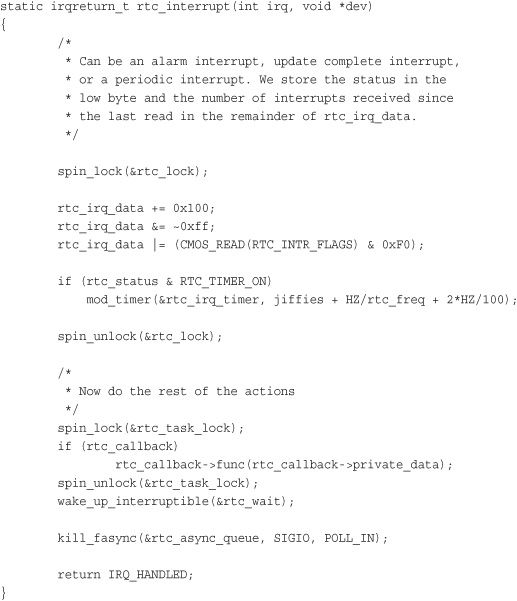 static irqreturn_t rtc_interrupt(int irq, void *dev)
{
        /*
         * Can be an alarm interrupt, update complete interrupt,
         * or a periodic interrupt. We store the status in the
         * low byte and the number of interrupts received since
         * the last read in the remainder of rtc_irq_data.
         */

        spin_lock(&rtc_lock);

        rtc_irq_data += 0x100;
        rtc_irq_data &= ~0xff;
        rtc_irq_data |= (CMOS_READ(RTC_INTR_FLAGS) & 0xF0);

        if (rtc_status & RTC_TIMER_ON)
            mod_timer(&rtc_irq_timer, jiffies + HZ/rtc_freq + 2*HZ/100);

        spin_unlock(&rtc_lock);

        /*
         * Now do the rest of the actions
         */
        spin_lock(&rtc_task_lock);
        if (rtc_callback)
                rtc_callback->func(rtc_callback->private_data);
        spin_unlock(&rtc_task_lock);
        wake_up_interruptible(&rtc_wait);

        kill_fasync(&rtc_async_queue, SIGIO, POLL_IN);

        return IRQ_HANDLED;
}